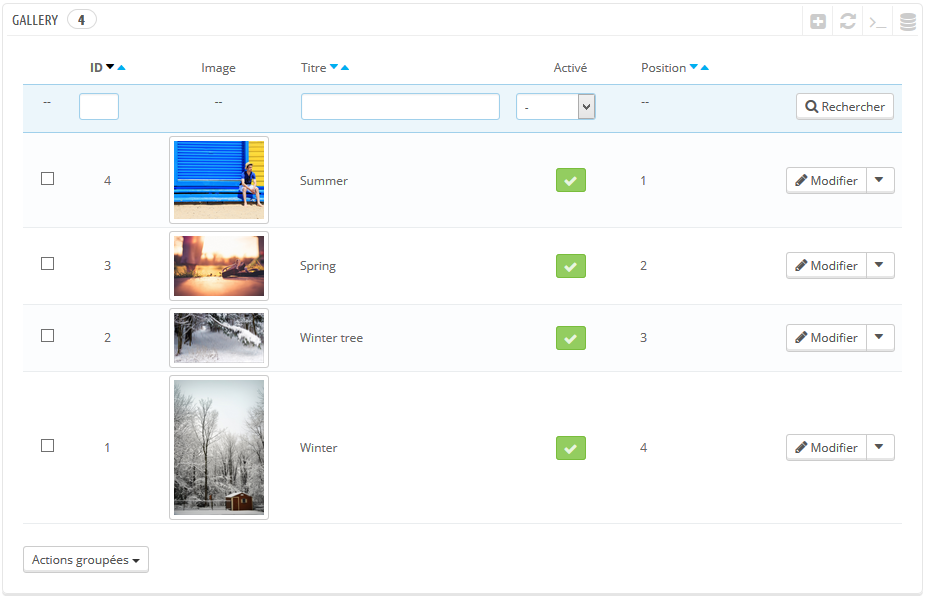 GALLERY 4
ID Image Titre Activé Position
-- -- - -- Rechercher
4 Summer 1 Modifier
3 Spring 2 Modifier
2 Winter tree 3 Modifier
1 Winter 4 Modifier
Actions groupées